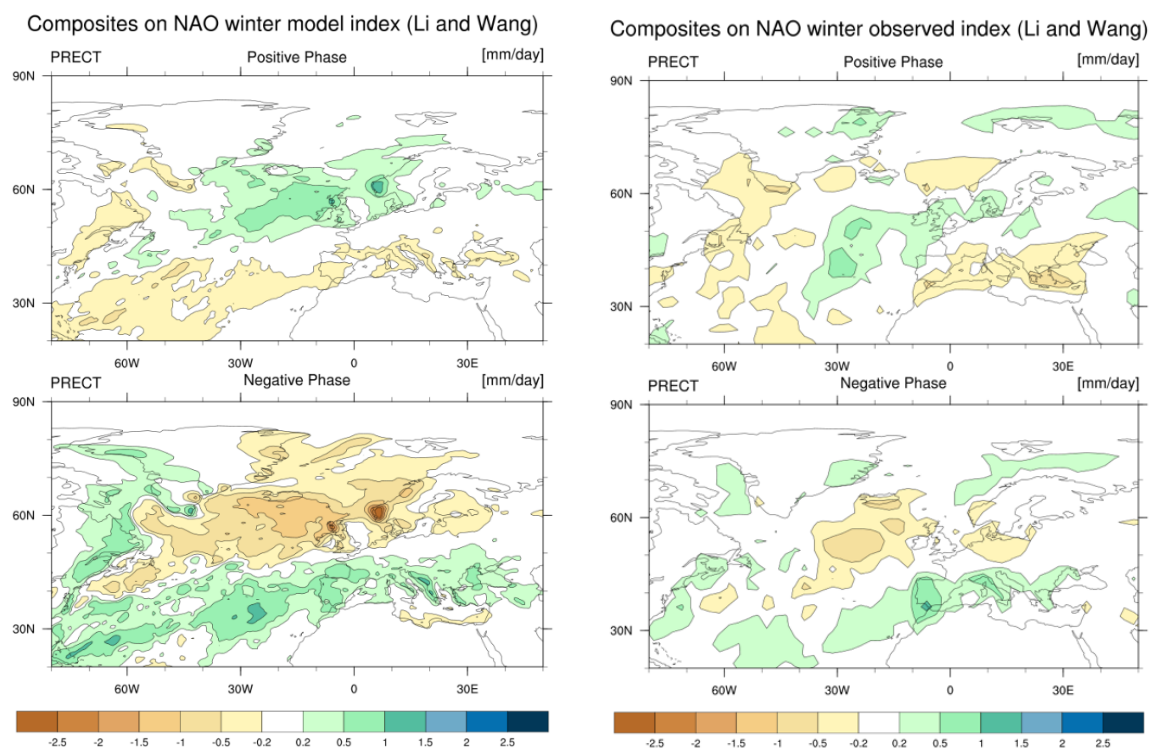 Composites on NAO winter model index (Li and Wang)
PRECT Positive Phase [mm/day]
90N
60N
30N
60W 30W 0 30E
PRECT Negative Phase [mm/day]
90N
60N
30N
60W 30W 0 30E
-2.5 -2 -1.5 -1 -0.5 -0.2 0.2 0.5 1 1.5 2 2.5
Composites on NAO winter observed index (Li and Wang)
PRECT Positive Phase [mm/day]
90N
60N
30N
60W 30W 0 30E
PRECT Negative Phase [mm/day]
90N
60N
30N
60W 30W 0 30E
-2.5 -2 -1.5 -1 -0.5 -0.2 0.2 0.5 1 1.5 2 2.5